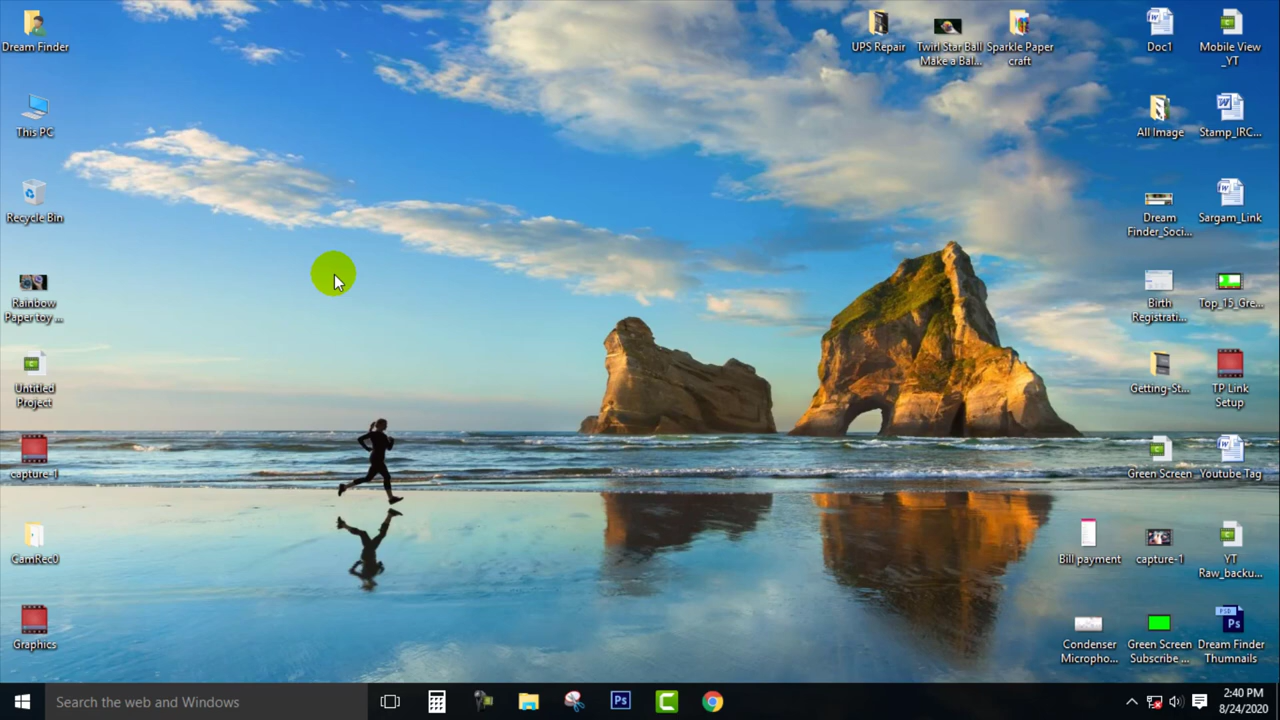 Dream Finder
This PC
Recycle Bin
Rainbow
Paper toy ...
Untitled
Project
capture-1
CamRec0
Graphics
UPS Repair
Twirl Star Ball
Make a Bal...
Sparkle Paper
craft
Doc1
Mobile View
_YT
All Image
Stamp_IRC...
Dream
Finder_Soci...
Sargam_Link
Birth
Registrati...
Top_15_Gre...
Getting-St...
TP Link
Setup
Green Screen
Youtube Tag
Bill payment
capture-1
YT
Raw_backu...
Condenser
Micropho...
Green Screen
Subscribe ...
PSD
Ps
Dream Finder
Thumnails
Search the web and Windows
Ps
2:40 PM
8/24/2020